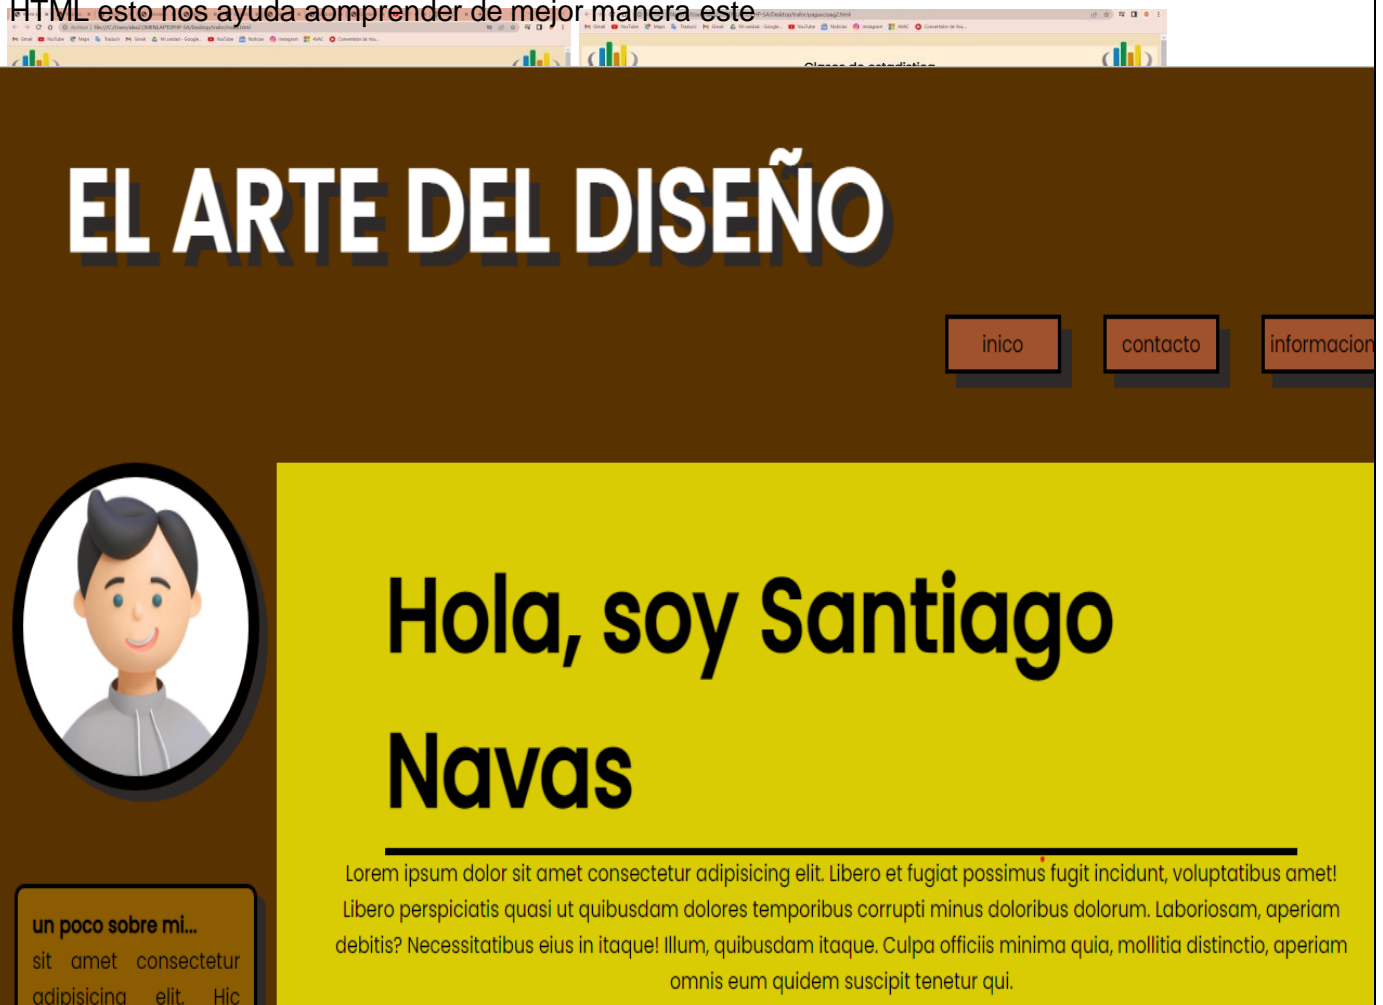 HTML esto nos ayuda aomprender de mejor manera este
EL ARTE DEL DISEÑO
inico
contacto
informacion
Hola, soy Santiago
Navas
Lorem ipsum dolor sit amet consectetur adipisicing elit. Libero et fugiat possimus fugit incidunt, voluptatibus amet!
Libero perspiciatis quasi ut quibusdam dolores temporibus corrupti minus doloribus dolorum. Laboriosam, aperiam
debitis? Necessitatibus eius in itaque! Illum, quibusdam itaque. Culpa officiis minima quia, mollitia distinctio, aperiam
omnis eum quidem suscipit tenetur qui.
un poco sobre mi...
sit amet consectetur
adipisicing elit. Hic